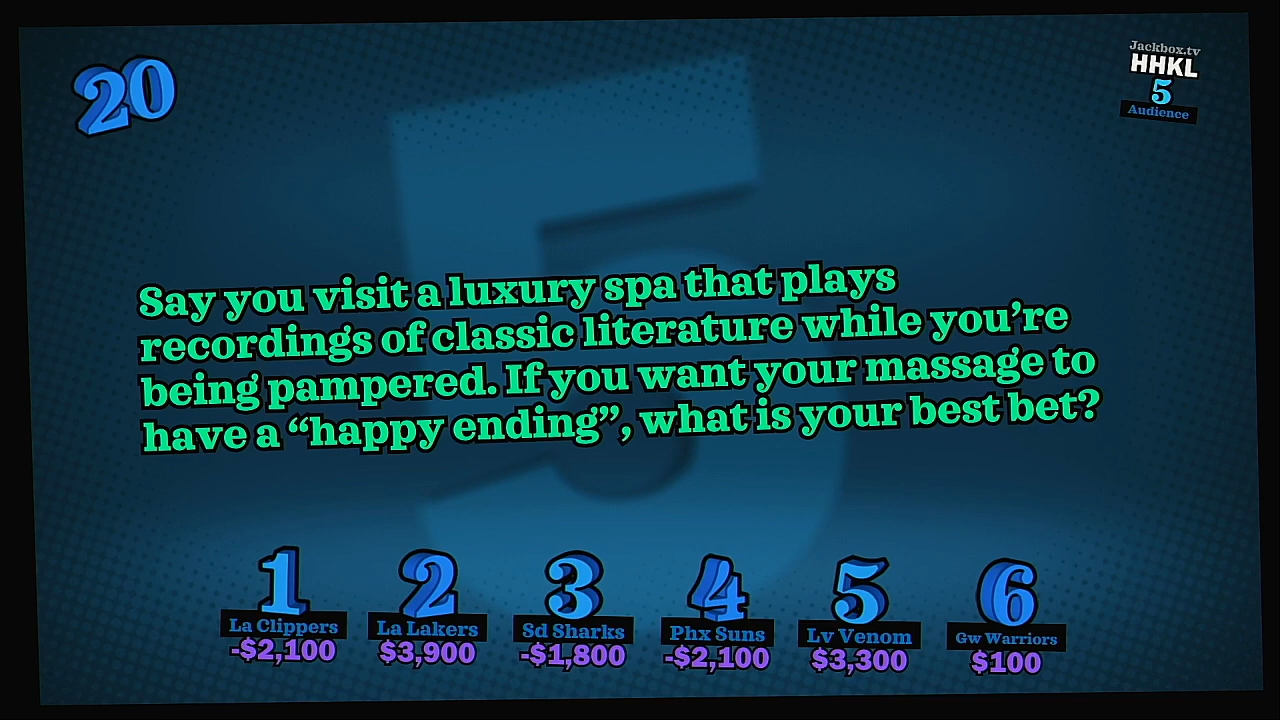 20
Jackbox.tv
HHKL
5
Audience
Say you visit a luxury spa that plays
recordings of classic literature while you’re
being pampered. If you want your massage to
have a “happy ending”, what is your best bet?
1 2 3 4 5 6
La Clippers La Lakers Sd Sharks Phx Suns Lv Venom Gw Warriors
-$2,100 $3,900 -$1,800 -$2,100 $3,300 $100
5